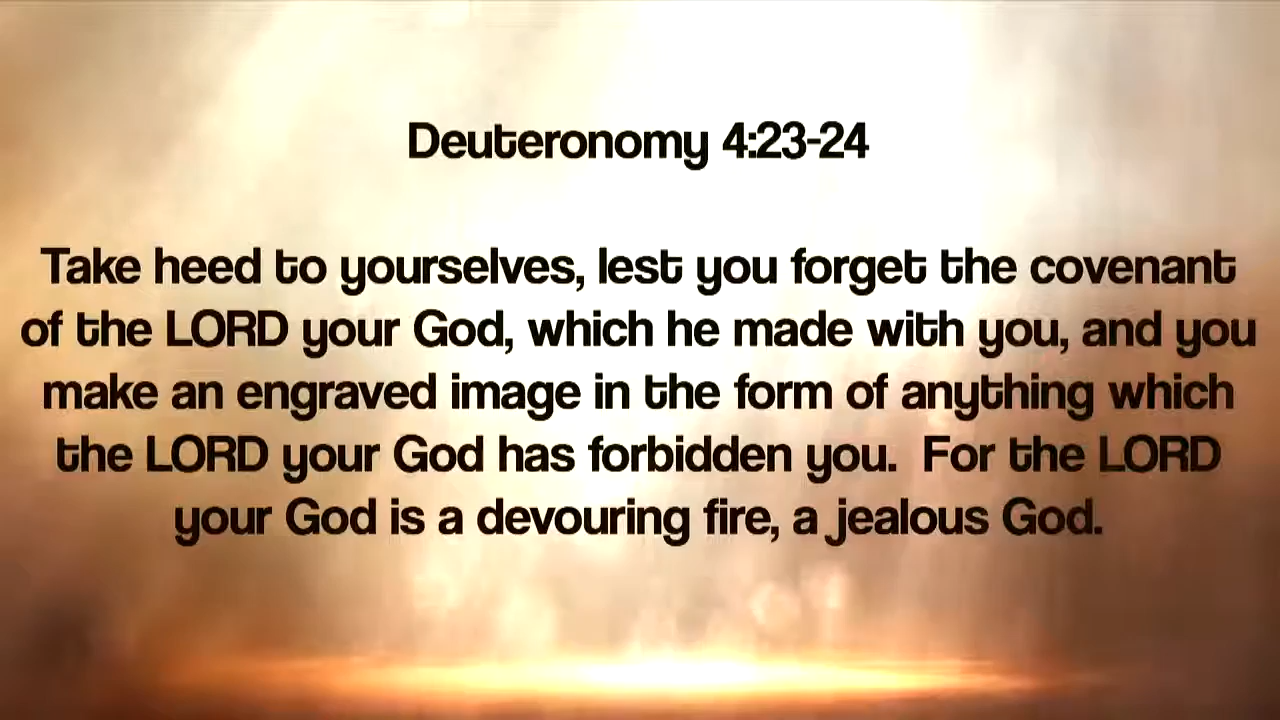 Deuteronomy 4:23-24
Take heed to yourselves, lest you forget the covenant
of the LORD your God, which he made with you, and you
make an engraved image in the form of anything which
the LORD your God has forbidden you.  For the LORD
your God is a devouring fire, a jealous God.